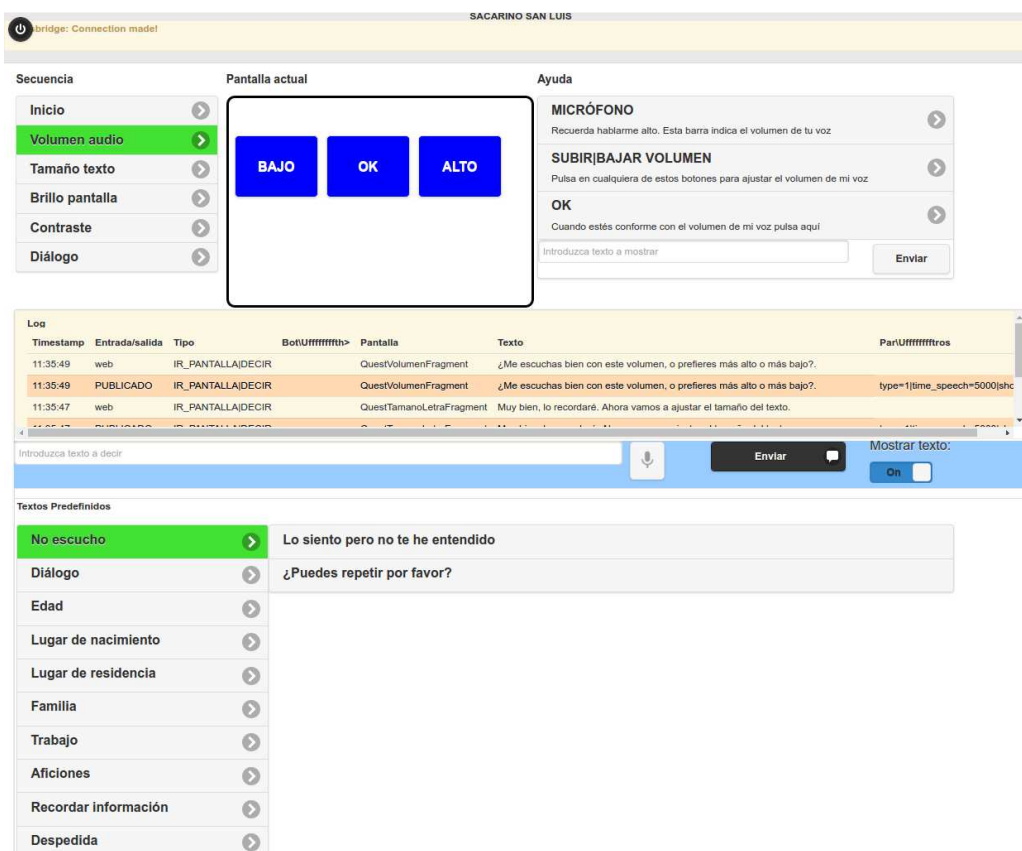 SACARINO SAN LUIS
bridge: Connection made!
Secuencia
Inicio
Volumen audio
Tamaño texto
Brillo pantalla
Contraste
Diálogo
Pantalla actual
BAJO OK ALTO
Ayuda
MICRÓFONO
Recuerda hablarme alto. Esta barra indica el volumen de tu voz
SUBIR|BAJAR VOLUMEN
Pulsa en cualquiera de estos botones para ajustar el volumen de mi voz
OK
Cuando estés conforme con el volumen de mi voz pulsa aquí
Introduzca texto a mostrar Enviar
Log
Timestamp Entrada/salida Tipo Bot\Ufffffffffth> Pantalla Texto Par\Uffffffffftros
11:35:49 web IR_PANTALLA|DECIR QuestVolumenFragment ¿Me escuchas bien con este volumen, o prefieres más alto o más bajo?.
11:35:49 PUBLICADO IR_PANTALLA|DECIR QuestVolumenFragment ¿Me escuchas bien con este volumen, o prefieres más alto o más bajo?. type=1|time_speech=5000|sho
11:35:47 web IR_PANTALLA|DECIR QuestTamanoLetraFragment Muy bien, lo recordaré. Ahora vamos a ajustar el tamaño del texto.
Introduzca texto a decir Enviar Mostrar texto:
On
Textos Predefinidos
No escucho
Diálogo
Edad
Lugar de nacimiento
Lugar de residencia
Familia
Trabajo
Aficiones
Recordar información
Despedida
Lo siento pero no te he entendido
¿Puedes repetir por favor?